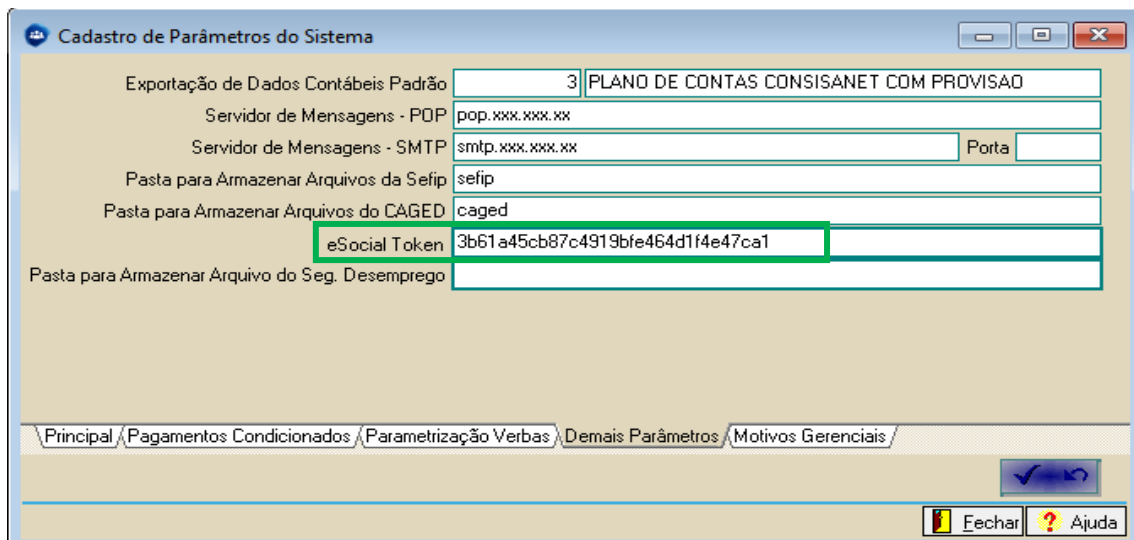 Cadastro de Parâmetros do Sistema
Exportação de Dados Contábeis Padrão 3 PLANO DE CONTAS CONSISANET COM PROVISAO
Servidor de Mensagens - POP pop.xxx.xxx.xx
Servidor de Mensagens - SMTP smtp.xxx.xxx.xx Porta
Pasta para Armazenar Arquivos da Sefip sefip
Pasta para Armazenar Arquivos do CAGED caged
eSocial Token 3b61a45cb87c4919bfe464d1f4e47ca1
Pasta para Armazenar Arquivo do Seg. Desemprego
Principal Pagamentos Condicionados Parametrização Verbas Demais Parâmetros Motivos Gerenciais
Fechar ? Ajuda